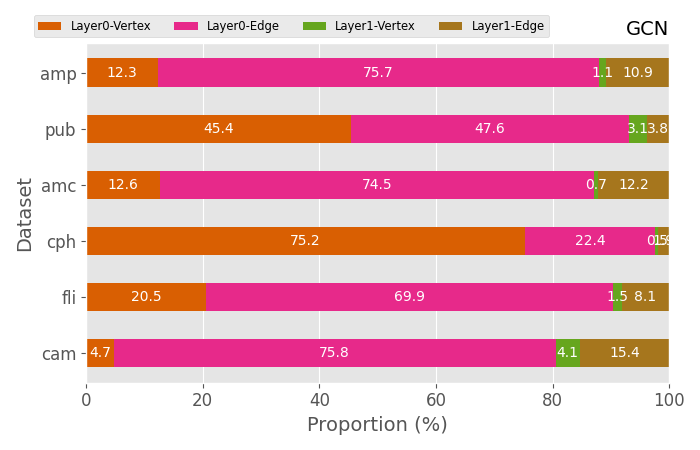 Layer0-Vertex Layer0-Edge Layer1-Vertex Layer1-Edge GCN
amp 12.3 75.7 1.1 10.9
pub 45.4 47.6 3.1 3.8
amc 12.6 74.5 0.7 12.2
cph 75.2 22.4
fli 20.5 69.9 1.5 8.1
cam 4.7 75.8 4.1 15.4
Dataset
0 20 40 60 80 100
Proportion (%)